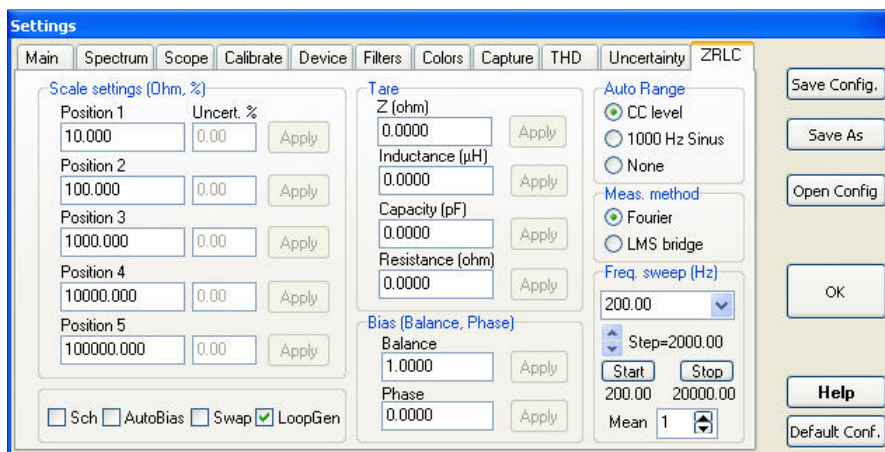 Settings
Main Spectrum Scope Calibrate Device Filters Colors Capture THD Uncertainty ZRLC
Scale settings (Ohm, %)
Position 1 Uncert. %
10.000 0.00 Apply
Position 2
100.000 0.00 Apply
Position 3
1000.000 0.00 Apply
Position 4
10000.000 0.00 Apply
Position 5
100000.000 0.00 Apply
Sch AutoBias Swap LoopGen
Tare
Z (ohm)
0.0000 Apply
Inductance (µH)
0.0000 Apply
Capacity (pF)
0.0000 Apply
Resistance (ohm)
0.0000 Apply
Bias (Balance, Phase)
Balance
1.0000 Apply
Phase
0.0000 Apply
Auto Range
CC level
1000 Hz Sinus
None
Meas. method
Fourier
LMS bridge
Freq. sweep (Hz)
200.00
Step=2000.00
Start Stop
200.00 20000.00
Mean 1
Save Config.
Save As
Open Config
OK
Help
Default Conf.